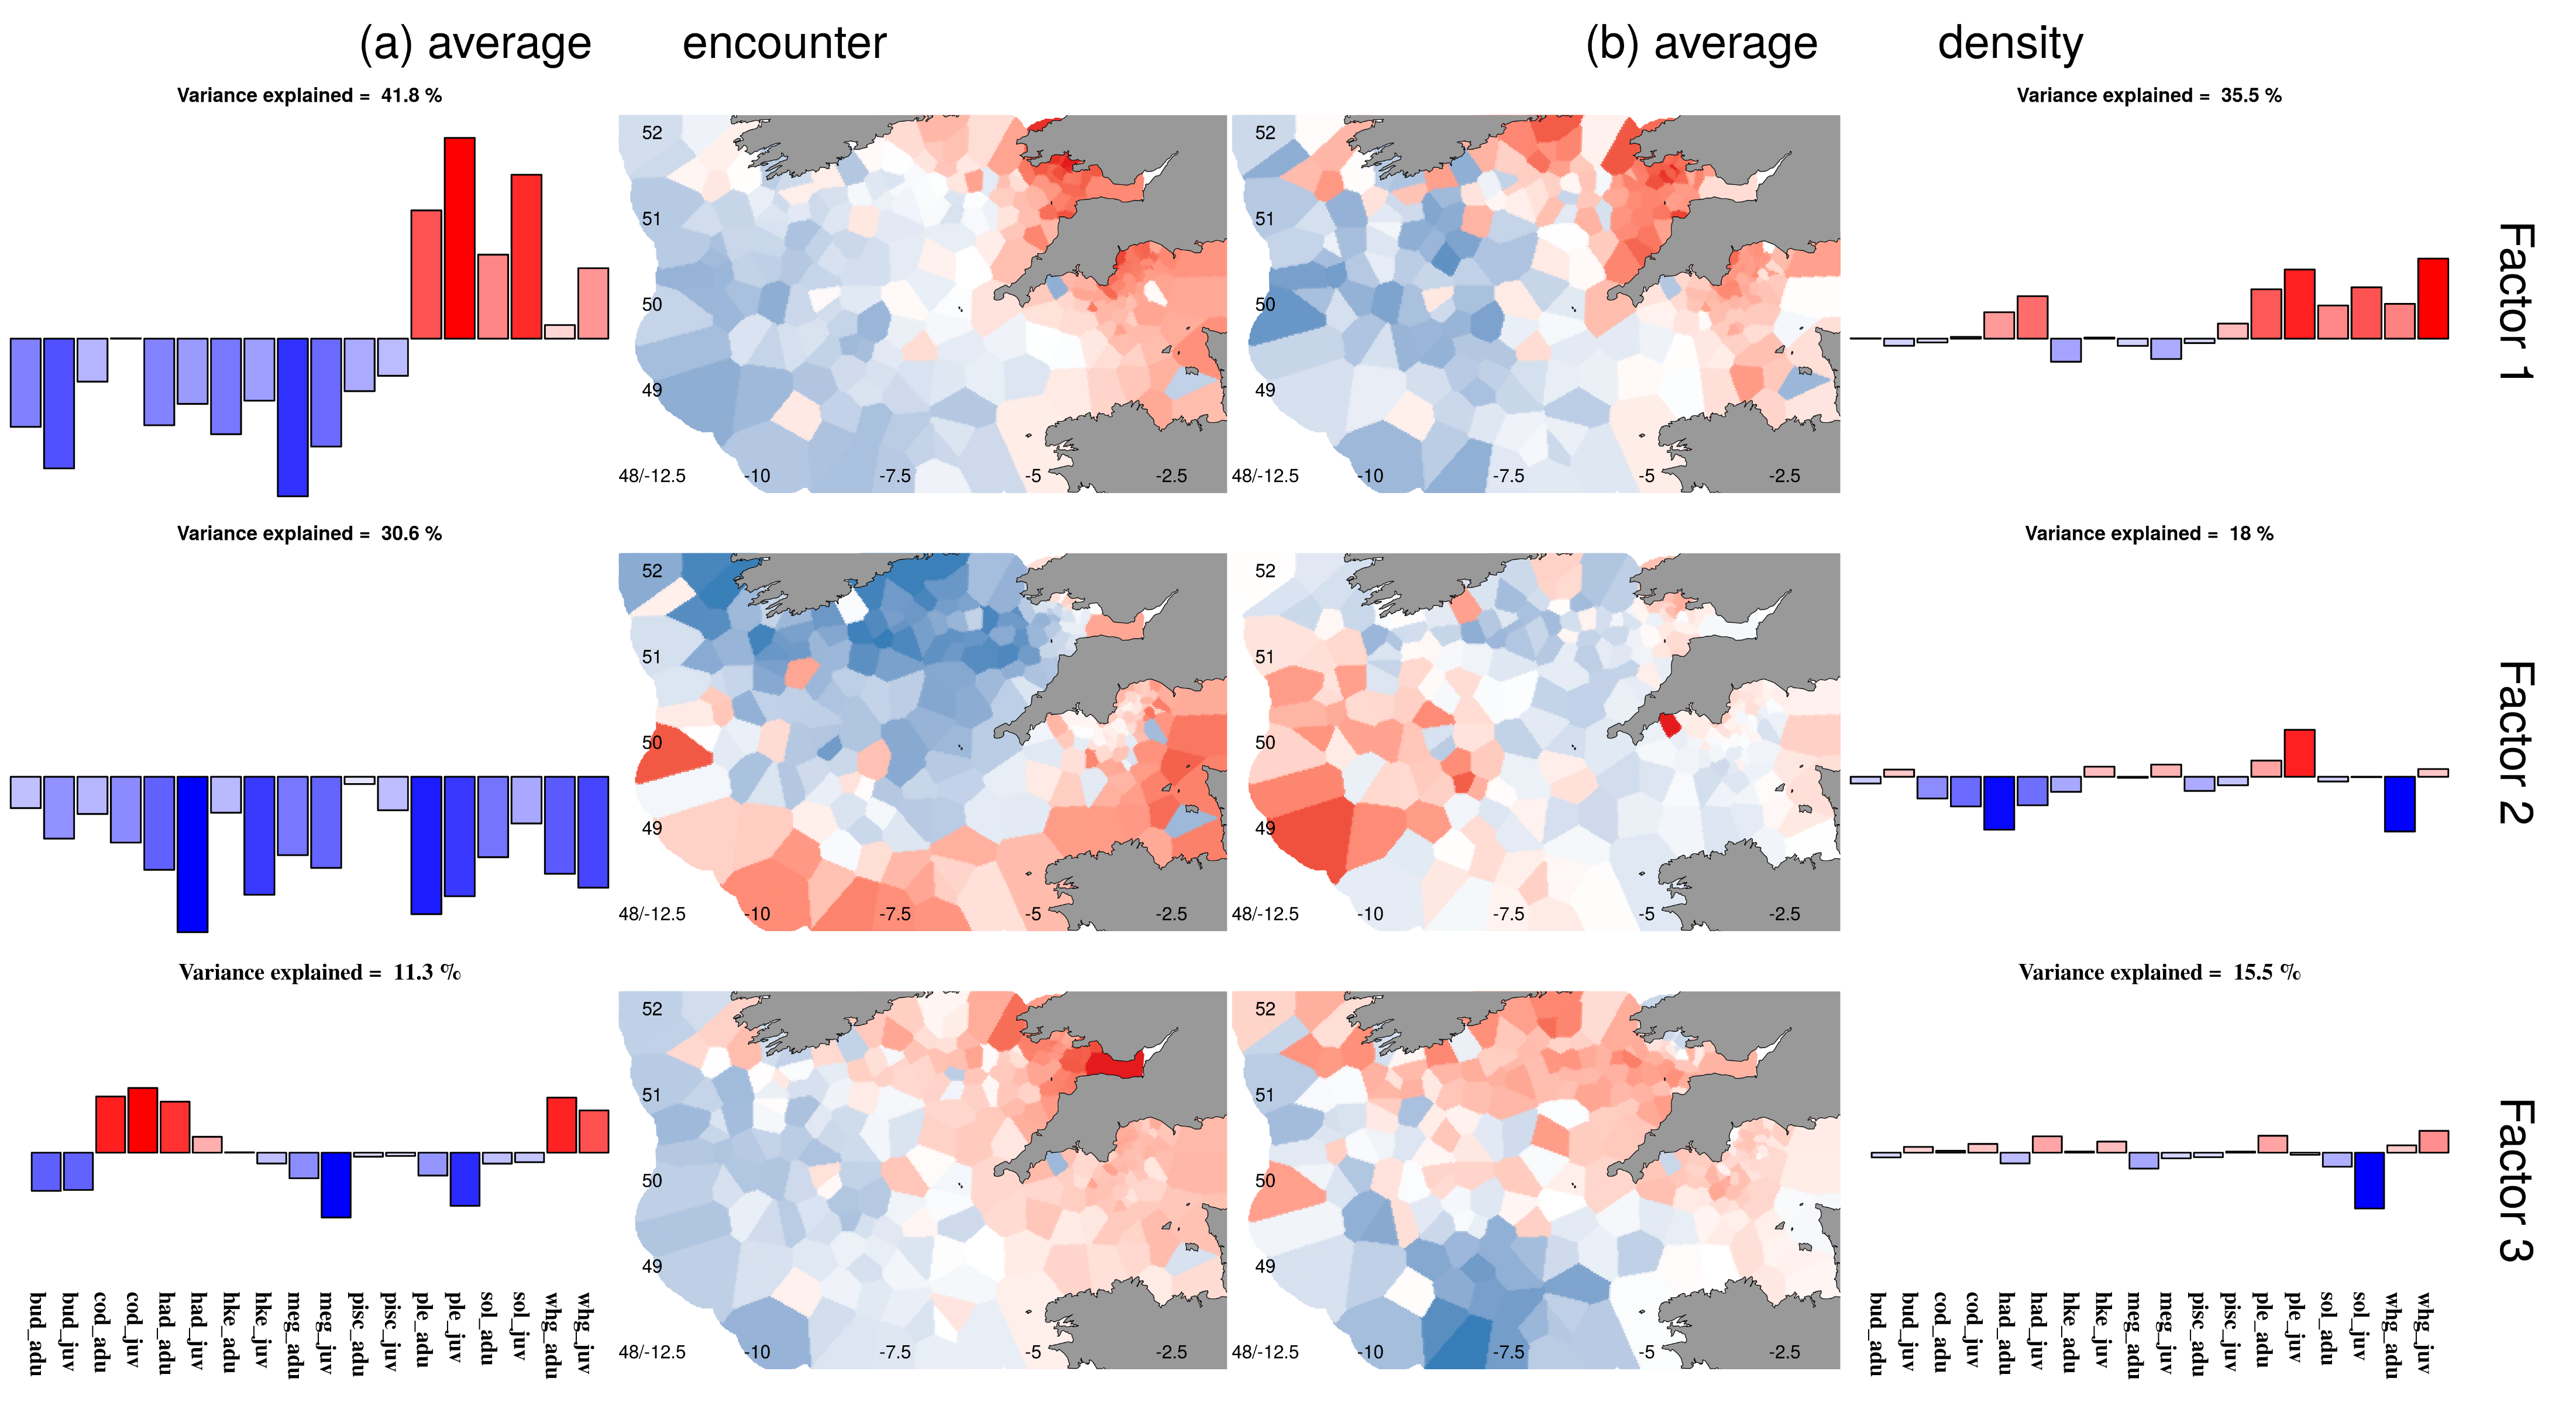 (a) average encounter
(b) average density
Variance explained = 41.8 %
52
51
50
49
48/-12.5 -10 -7.5 -5 -2.5
52
51
50
49
48/-12.5 -10 -7.5 -5 -2.5
Variance explained = 35.5 %
Factor 1
Variance explained = 30.6 %
52
51
50
49
48/-12.5 -10 -7.5 -5 -2.5
52
51
50
49
48/-12.5 -10 -7.5 -5 -2.5
Variance explained = 18 %
Factor 2
Variance explained = 11.3 %
52
51
50
49
48/-12.5 -10 -7.5 -5 -2.5
52
51
50
49
48/-12.5 -10 -7.5 -5 -2.5
Variance explained = 15.5 %
Factor 3
bud_adu
bud_juv
cod_adu
cod_juv
had_adu
had_juv
hke_adu
hke_juv
meg_adu
meg_juv
pisc_adu
pisc_juv
ple_adu
ple_juv
sol_adu
sol_juv
whg_adu
whg_juv
bud_adu
bud_juv
cod_adu
cod_juv
had_adu
had_juv
hke_adu
hke_juv
meg_adu
meg_juv
pisc_adu
pisc_juv
ple_adu
ple_juv
sol_adu
sol_juv
whg_adu
whg_juv